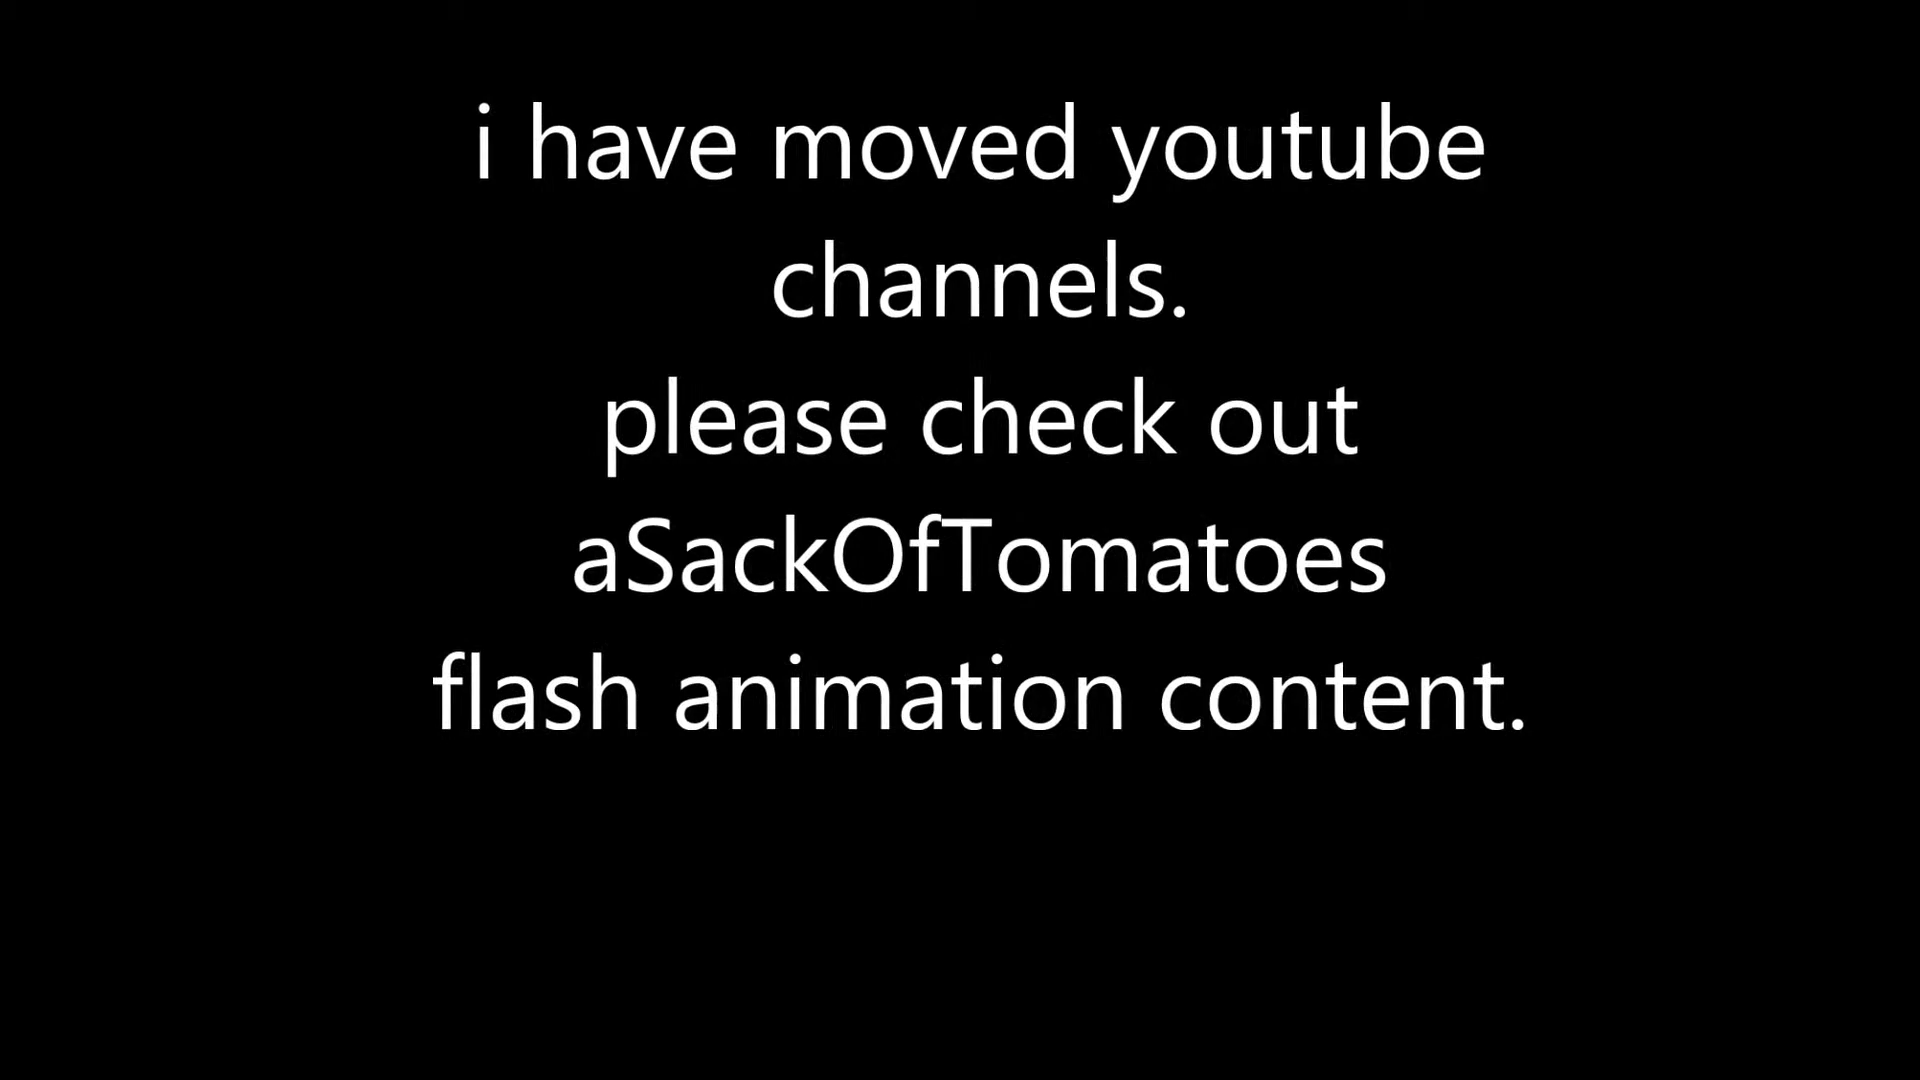 i have moved youtube
channels.
please check out
aSackOfTomatoes
flash animation content.